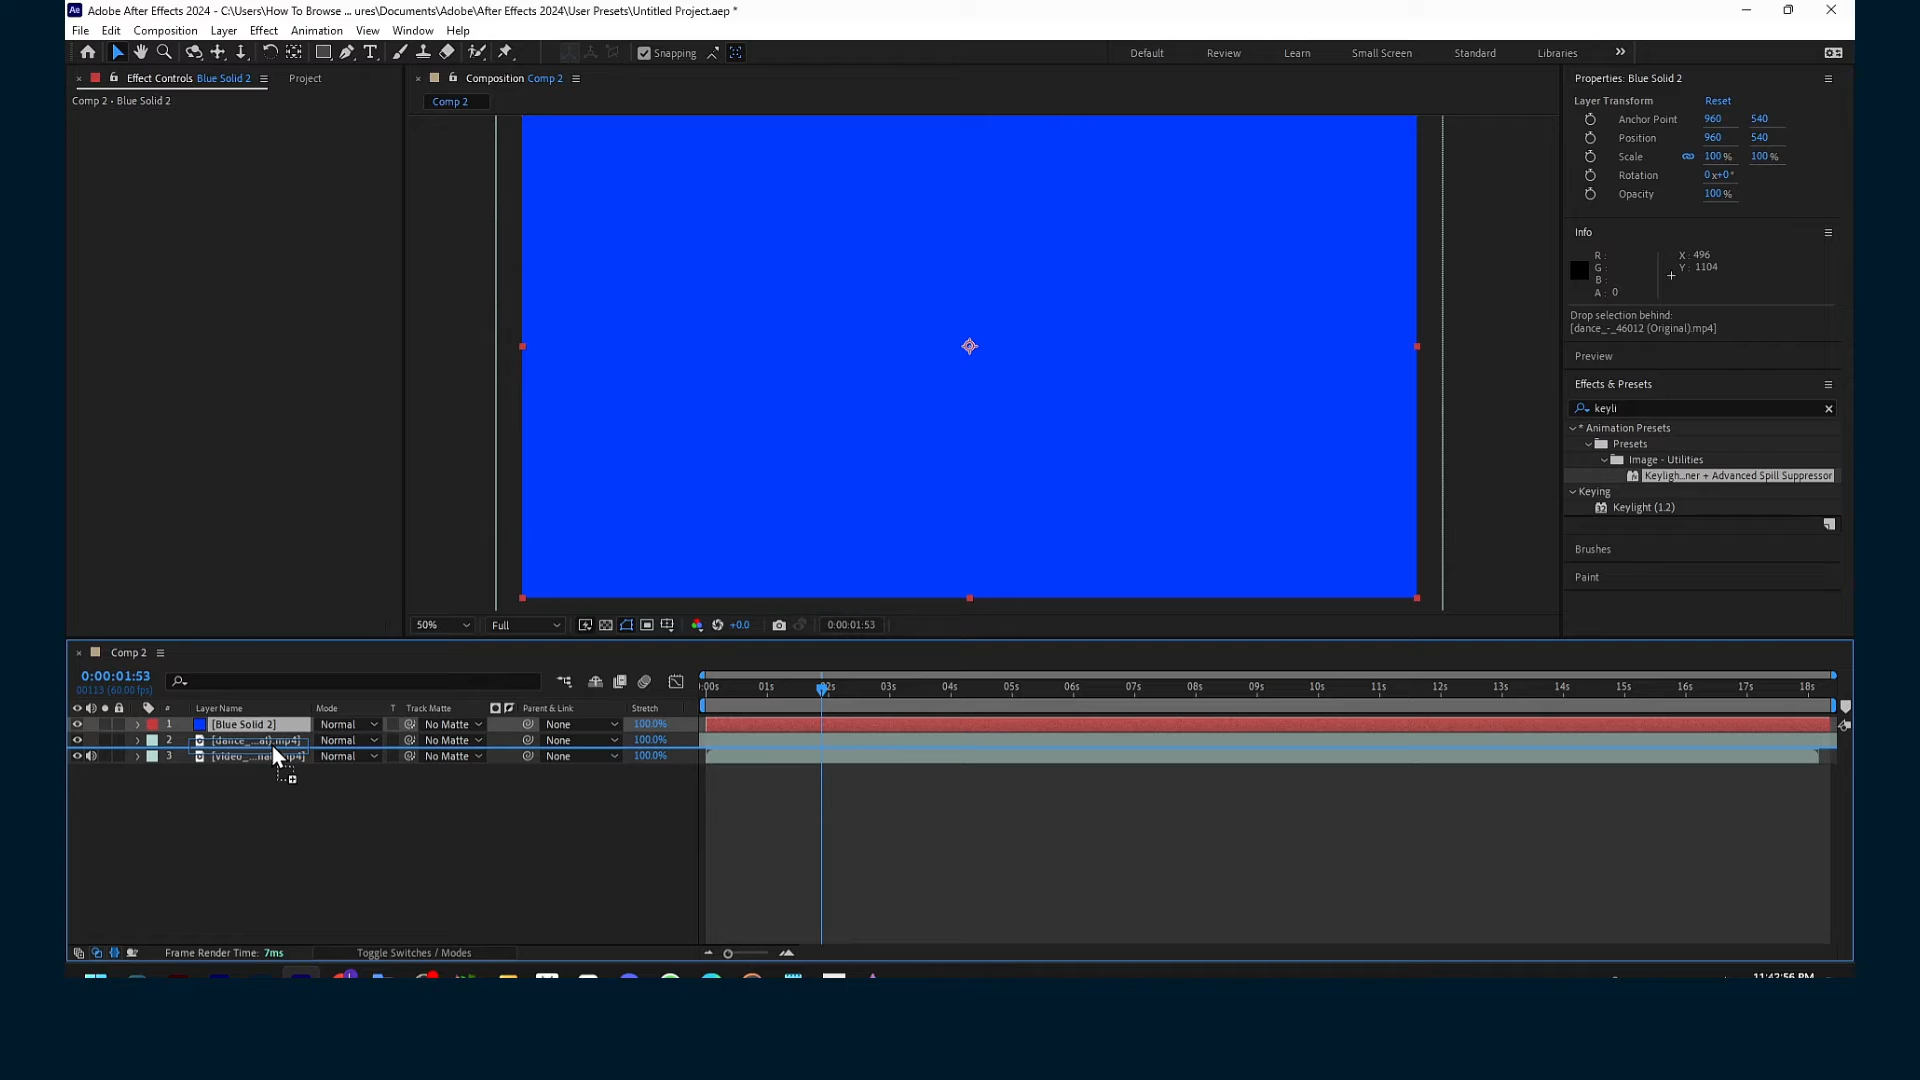 Adobe After Effects 2024 - C:\Users\How To Browse ... ures\Documents\Adobe\After Effects 2024\User Presets\Untitled Project.aep *
File Edit Composition Layer Effect Animation View Window Help
Snapping Default Review Learn Small Screen Standard Libraries
Effect Controls Blue Solid 2 Project
Comp 2 • Blue Solid 2
Composition Comp 2
Comp 2
Properties: Blue Solid 2
Layer Transform Reset
Anchor Point 960 540
Position 960 540
Scale 100 % 100 %
Rotation 0x+0°
Opacity 100 %
Info
R : X : 496
G : Y : 1104
B :
A : 0
Drop selection behind:
[dance_-_46012 (Original).mp4]
Preview
Effects & Presets
keyli
* Animation Presets
Presets
Image - Utilities
Keyligh...ner + Advanced Spill Suppressor
Keying
Keylight (1.2)
Brushes
Paint
50% Full +0.0 0:00:01:53
Comp 2
0:00:01:53
00113 (60.00 fps)
:00s 01s 02s 03s 04s 05s 06s 07s 08s 09s 10s 11s 12s 13s 14s 15s 16s 17s 18s
# Layer Name Mode T Track Matte Parent & Link Stretch
1 [Blue Solid 2] Normal No Matte None 100.0%
2 [dance_...al).mp4] Normal No Matte None 100.0%
3 Normal No Matte None 100.0%
Frame Render Time: 7ms Toggle Switches / Modes